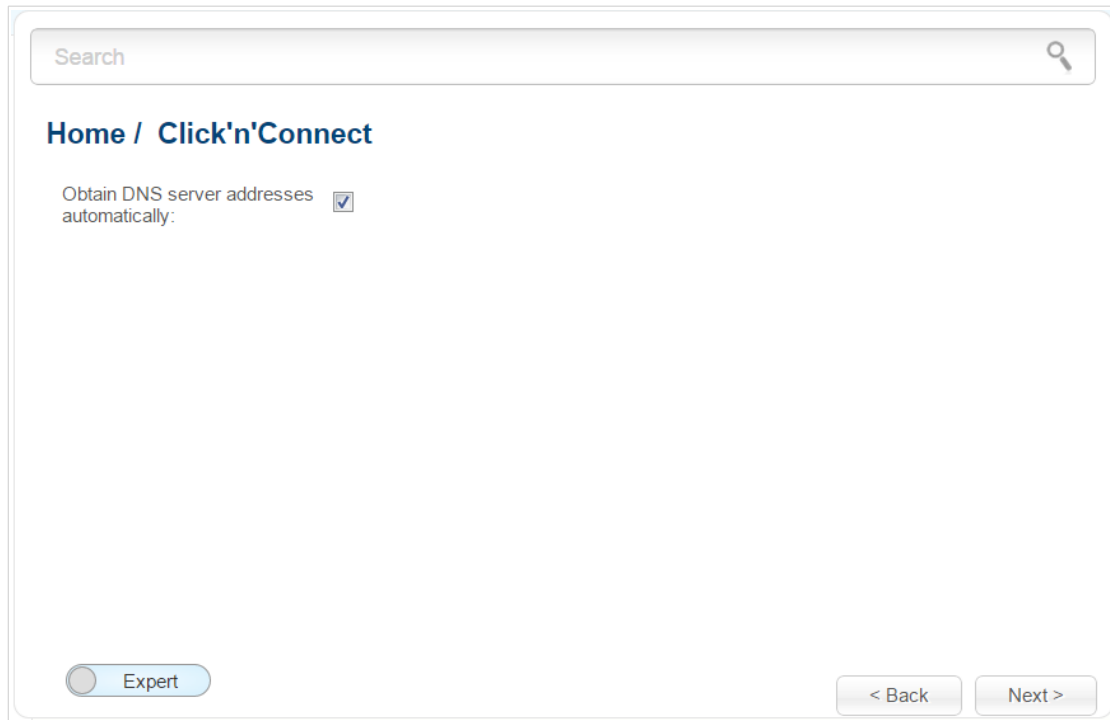 Search
Home / Click'n'Connect
Obtain DNS server addresses
automatically:
Expert
< Back
Next >